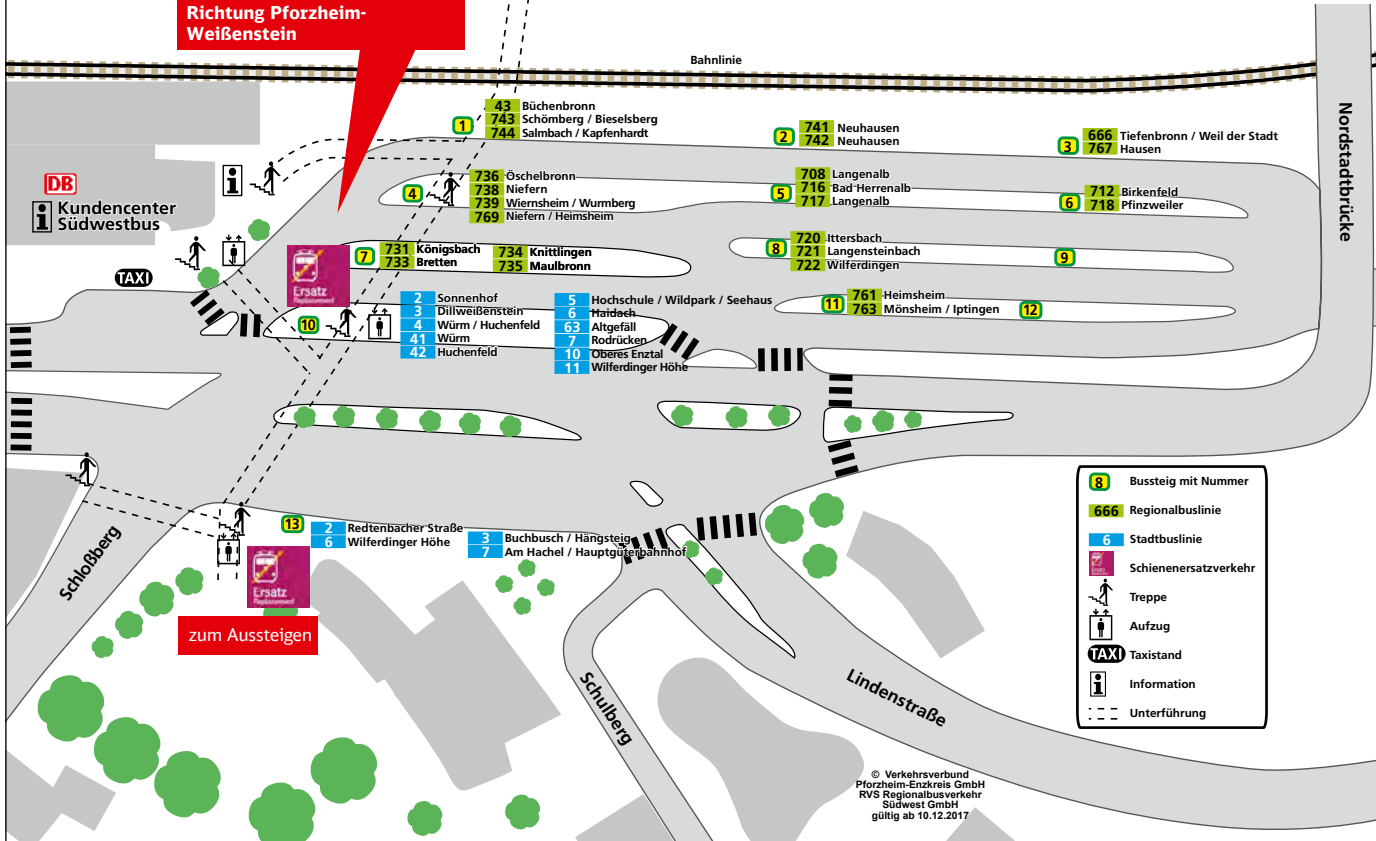 Richtung Pforzheim-
Weißenstein
Bahnlinie
Nordstadtbrücke
1
43 Büchenbronn
743 Schömberg / Bieselsberg
744 Salmbach / Kapfenhardt
2
741 Neuhausen
742 Neuhausen
3
666 Tiefenbronn / Weil der Stadt
767 Hausen
DB
i Kundencenter
Südwestbus
i
4
736 Öschelbronn
738 Niefern
739 Wiernsheim / Wurmberg
769 Niefern / Heimsheim
5
708 Langenalb
716 Bad Herrenalb
717 Langenalb
6
712 Birkenfeld
718 Pfinzweiler
TAXI
Ersatz
Replacement
7
731 Königsbach
733 Bretten
734 Knittlingen
735 Maulbronn
8
720 Ittersbach
721 Langensteinbach
722 Wilferdingen
9
10
2 Sonnenhof
3 Dillweißenstein
4 Würm / Huchenfeld
41 Würm
42 Huchenfeld
5 Hochschule / Wildpark / Seehaus
6 Haidach
63 Altgefäll
7 Rodrücken
10 Oberes Enztal
11 Wilferdinger Höhe
11
761 Heimsheim
763 Mönsheim / Iptingen
12
13
2 Redtenbacher Straße
6 Wilferdinger Höhe
3 Buchbusch / Hängsteig
7 Am Hachel / Hauptgüterbahnhof
Ersatz
Replacement
zum Aussteigen
Schloßberg
Schulberg
Lindenstraße
8 Bussteig mit Nummer
666 Regionalbuslinie
6 Stadtbuslinie
Ersatz
Schienenersatzverkehr
Treppe
Aufzug
TAXI Taxistand
i Information
Unterführung
© Verkehrsverbund
Pforzheim-Enzkreis GmbH
RVS Regionalbusverkehr
Südwest GmbH
gültig ab 10.12.2017